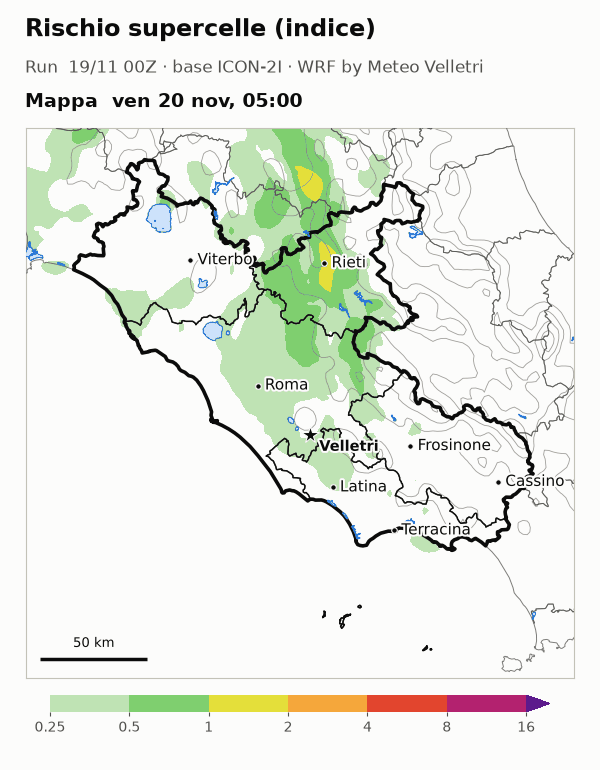 Rischio supercelle (indice)
Run  19/11 00Z · base ICON-2I · WRF by Meteo Velletri
Mappa  ven 20 nov, 05:00
Viterbo
Rieti
Roma
Velletri
Frosinone
Latina
Cassino
Terracina
50 km
0.25 0.5 1 2 4 8 16